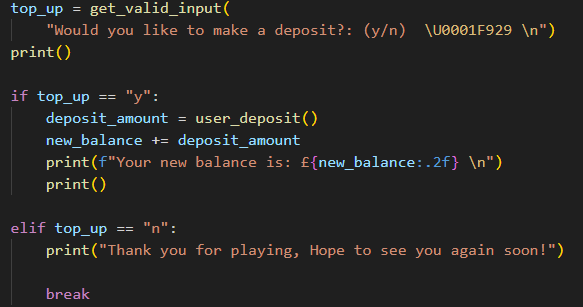 top_up = get_valid_input(
    "Would you like to make a deposit?: (y/n)  \U0001F929 \n")
print()

if top_up == "y":
    deposit_amount = user_deposit()
    new_balance += deposit_amount
    print(f"Your new balance is: £{new_balance:.2f} \n")
    print()

elif top_up == "n":
    print("Thank you for playing, Hope to see you again soon!")

    break